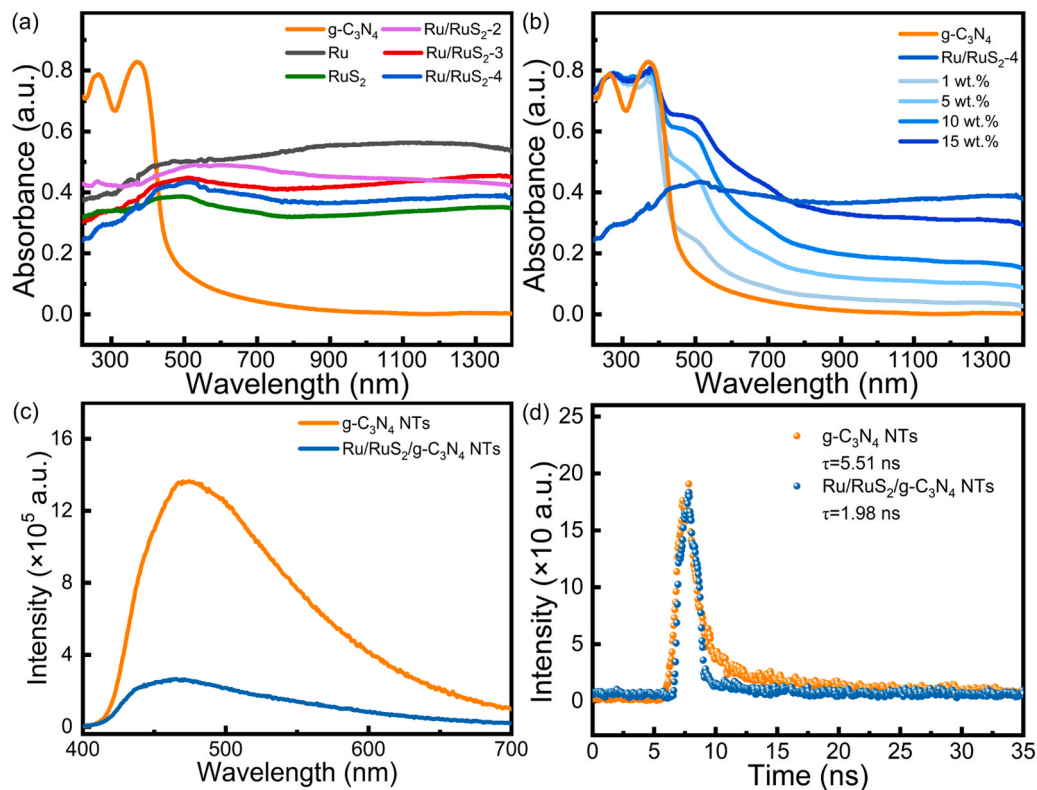 (a)
g-C₃N₄
Ru/RuS₂-2
Ru
Ru/RuS₂-3
RuS₂
Ru/RuS₂-4
Absorbance (a.u.)
0.8
0.6
0.4
0.2
0.0
300 500 700 900 1100 1300
Wavelength (nm)
(b)
g-C₃N₄
Ru/RuS₂-4
1 wt.%
5 wt.%
10 wt.%
15 wt.%
Absorbance (a.u.)
0.8
0.6
0.4
0.2
0.0
300 500 700 900 1100 1300
Wavelength (nm)
(c)
g-C₃N₄ NTs
Ru/RuS₂/g-C₃N₄ NTs
Intensity (×10⁵ a.u.)
16
12
8
4
0
400 500 600 700
Wavelength (nm)
(d)
g-C₃N₄ NTs
τ=5.51 ns
Ru/RuS₂/g-C₃N₄ NTs
τ=1.98 ns
Intensity (×10 a.u.)
25
20
15
10
5
0
0 5 10 15 20 25 30 35
Time (ns)